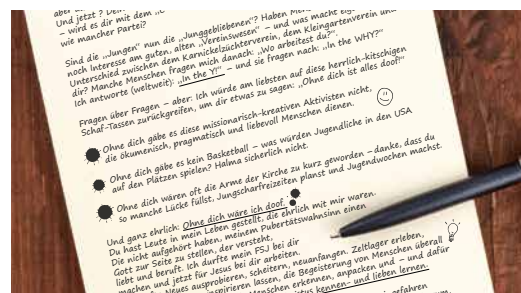 Und jetzt ?
– wird es dir mit dem
wie mancher Partei?
Sind die „Jungen" nun die „Junggebliebenen"? Haben
noch Interesse am guten, alten „Vereinswesen" – und was macht
Unterschied zwischen dem Karnickelzüchterverein, dem Kleingartenverein und
dir? Manche Menschen fragen mich danach: „Wo arbeitest du?".
Ich antworte (weltweit): „In the Y!" – und sie fragen nach: „In the WHY?"
Fragen über Fragen – aber: Ich würde am liebsten auf diese herrlich-kitschigen
Schaf-Tassen zurückgreifen, um dir etwas zu sagen: „Ohne dich ist alles doof!"
Ohne dich gäbe es diese missionarisch-kreativen Aktivisten nicht,
die ökumenisch, pragmatisch und liebevoll Menschen dienen.
Ohne dich gäbe es kein Basketball – was würden Jugendliche in den USA
auf den Plätzen spielen? Halma sicherlich nicht.
Ohne dich wären oft die Arme der Kirche zu kurz geworden – danke, dass du
so manche Lücke füllst, Jungscharfreizeiten planst und Jugendwochen machst.
Und ganz ehrlich: Ohne dich wäre ich doof.
Du hast Leute in mein Leben gestellt, die ehrlich mit mir waren.
Die nicht aufgehört haben, meinem Pubertätswahnsinn einen
Gott zur Seite zu stellen, der versteht,
liebt und beruft. Ich durfte mein FSJ bei dir
machen und jetzt für Jesus bei dir arbeiten.
Neues ausprobieren, scheitern, neuanfangen. Zeltlager erleben,
inspirieren lassen, die Begeisterung von Menschen überall
Menschen erkennen, anpacken und – und dafür
kennen- und lieben lernen.
erfahren